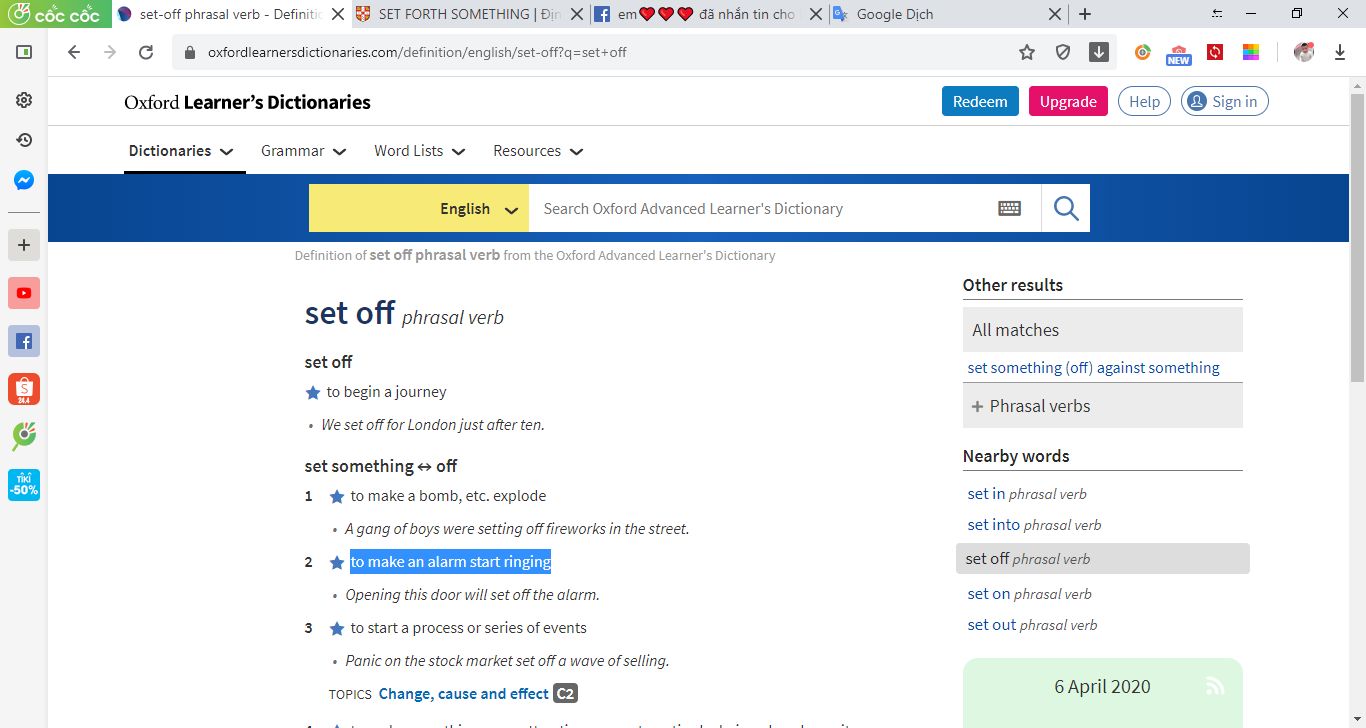 cốc cốc
set-off phrasal verb - Definitic
SET FORTH SOMETHING | Địn
em❤❤❤ đã nhắn tin cho
Google Dịch
oxfordlearnersdictionaries.com/definition/english/set-off?q=set+off
NEW
Oxford Learner's Dictionaries
Redeem
Upgrade
Help
Sign in
Dictionaries
Grammar
Word Lists
Resources
English
Search Oxford Advanced Learner's Dictionary
Definition of set off phrasal verb from the Oxford Advanced Learner's Dictionary
set off phrasal verb
set off
to begin a journey
• We set off for London just after ten.
set something ↔ off
1 to make a bomb, etc. explode
• A gang of boys were setting off fireworks in the street.
2 to make an alarm start ringing
• Opening this door will set off the alarm.
3 to start a process or series of events
• Panic on the stock market set off a wave of selling.
TOPICS Change, cause and effect C2
Other results
All matches
set something (off) against something
+ Phrasal verbs
Nearby words
set in phrasal verb
set into phrasal verb
set off phrasal verb
set on phrasal verb
set out phrasal verb
6 April 2020
S
24.4
TIKI
-50%